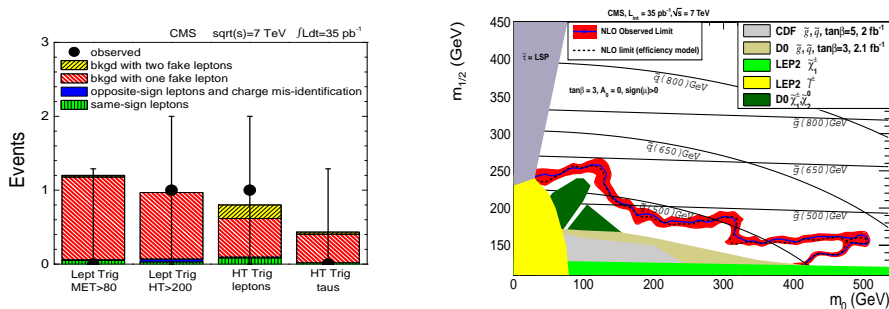 CMS sqrt(s)=7 TeV ∫Ldt=35 pb⁻¹
observed
bkgd with two fake leptons
bkgd with one fake lepton
opposite-sign leptons and charge mis-identification
same-sign leptons
Events
3
2
1
0
Lept Trig
MET>80
Lept Trig
HT>200
HT Trig
leptons
HT Trig
taus
CMS, L_int = 35 pb⁻¹, √s = 7 TeV
m_1/2 (GeV)
450
400
350
300
250
200
150
NLO Observed Limit
NLO limit (efficiency model)
CDF g̃, q̃, tanβ=5, 2 fb⁻¹
D0 g̃, q̃, tanβ=3, 2.1 fb⁻¹
LEP2 χ̃₁±
LEP2 l̃±
D0 χ̃₁±, χ̃₂⁰
τ̃ = LSP
tanβ = 3, A₀ = 0, sign(μ)>0
q̃(800)GeV
g̃(800)GeV
q̃(650)GeV
g̃(650)GeV
q̃(500)GeV
g̃(500)GeV
0
100
200
300
400
500
m₀ (GeV)